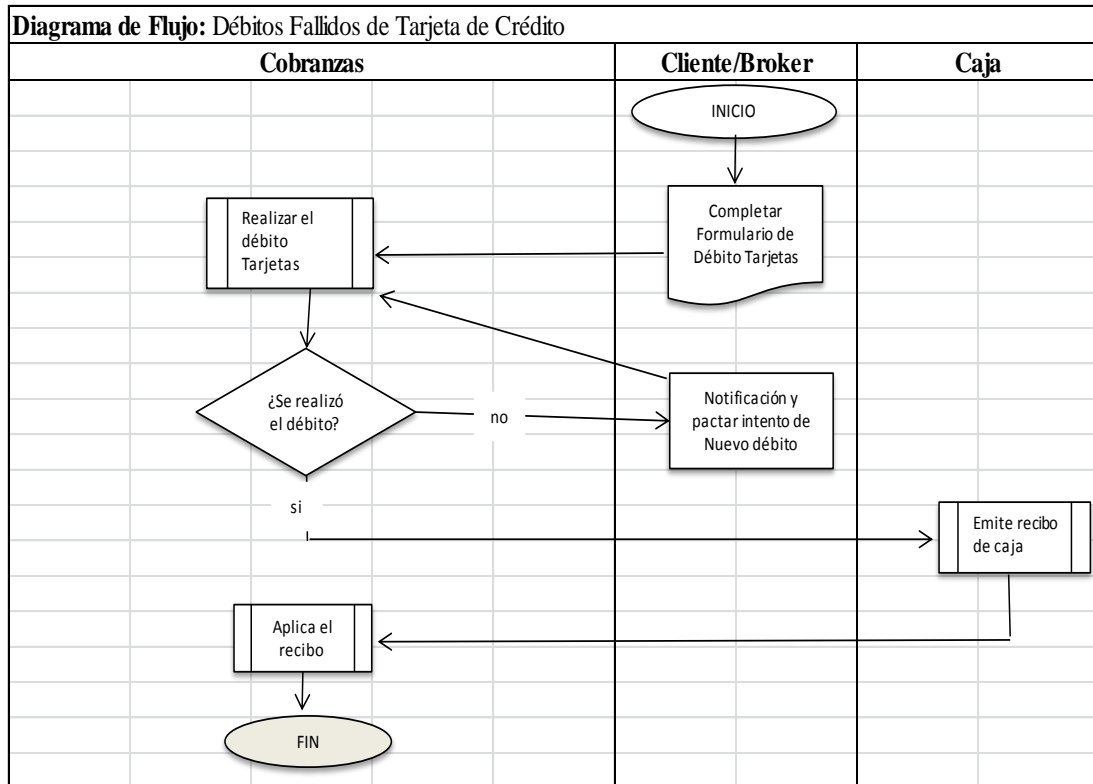 Diagrama de Flujo: Débitos Fallidos de Tarjeta de Crédito
Cobranzas
Cliente/Broker
Caja
INICIO
Completar
Formulario de
Débito Tarjetas
Realizar el
débito
Tarjetas
¿Se realizó
el débito?
no
Notificación y
pactar intento de
Nuevo débito
si
Emite recibo
de caja
Aplica el
recibo
FIN